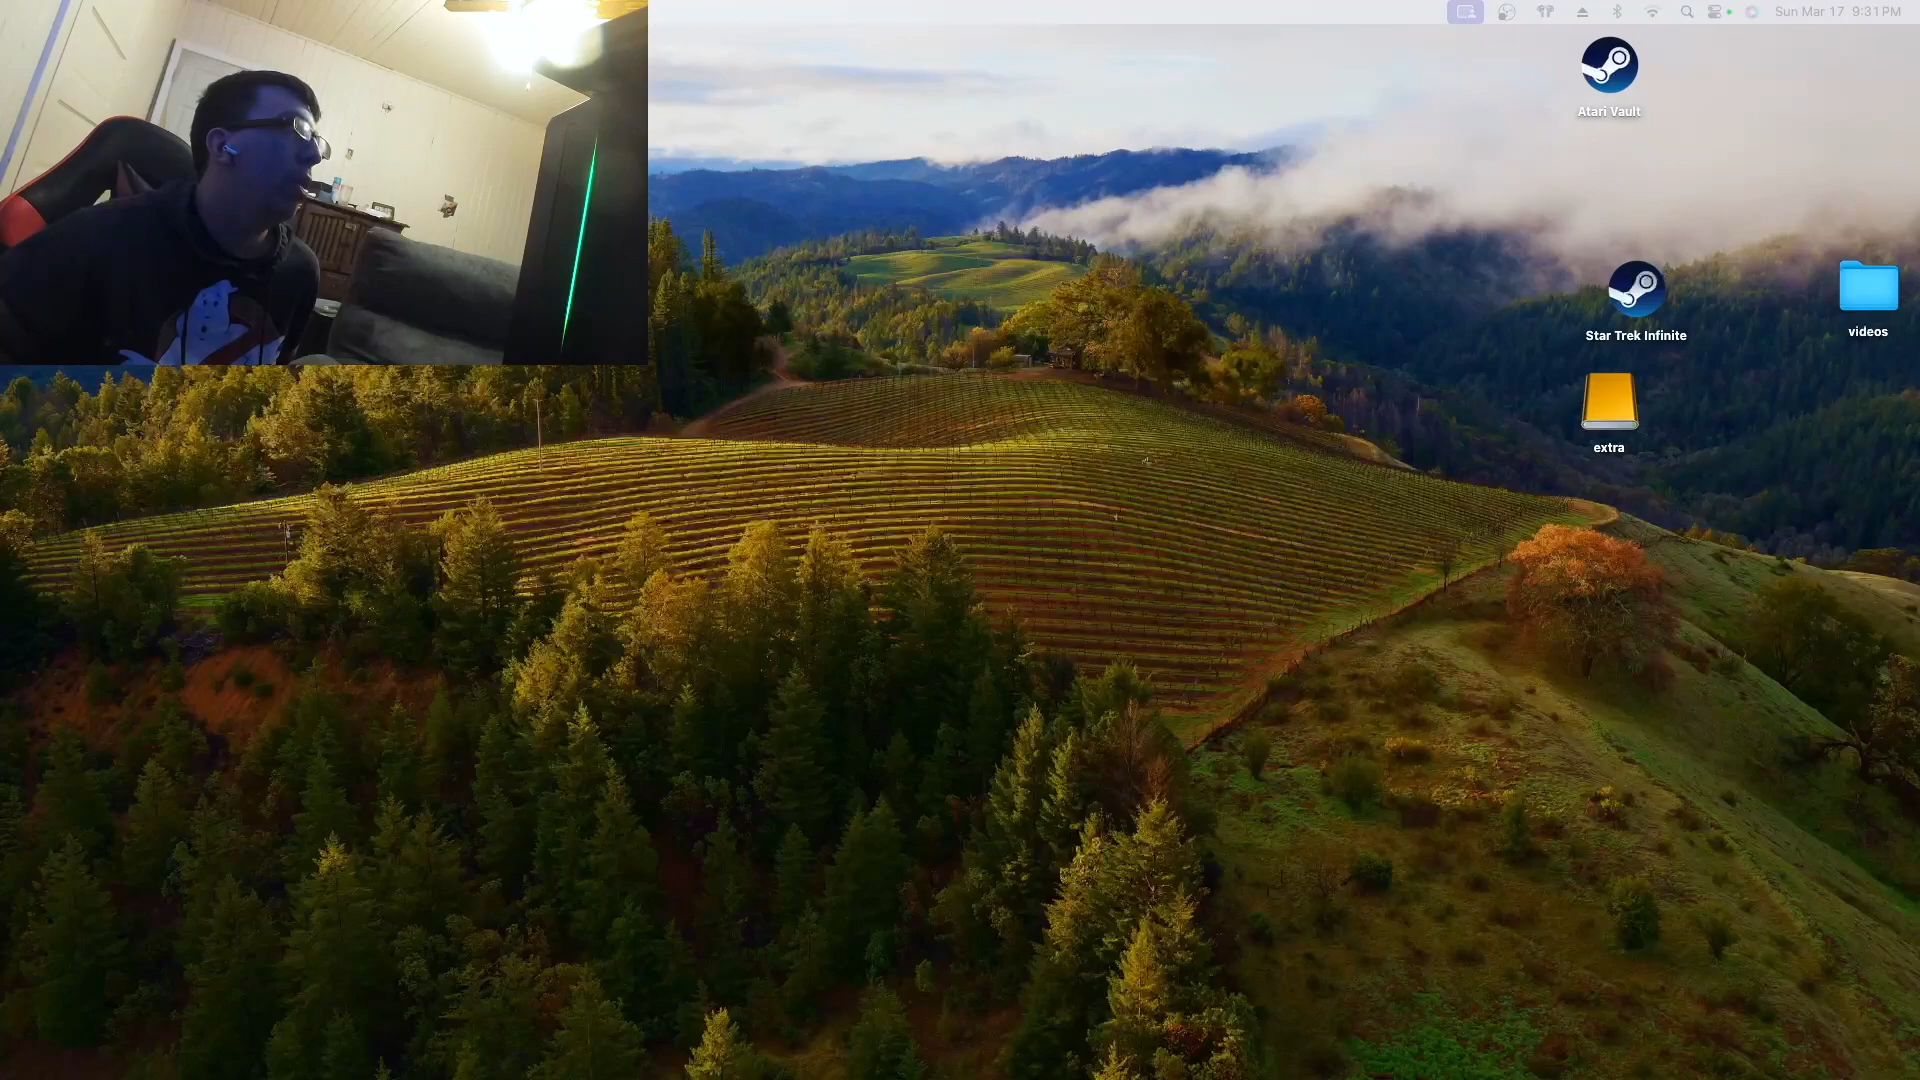 Sun Mar 17 9:31 PM
Atari Vault
Star Trek Infinite
videos
extra